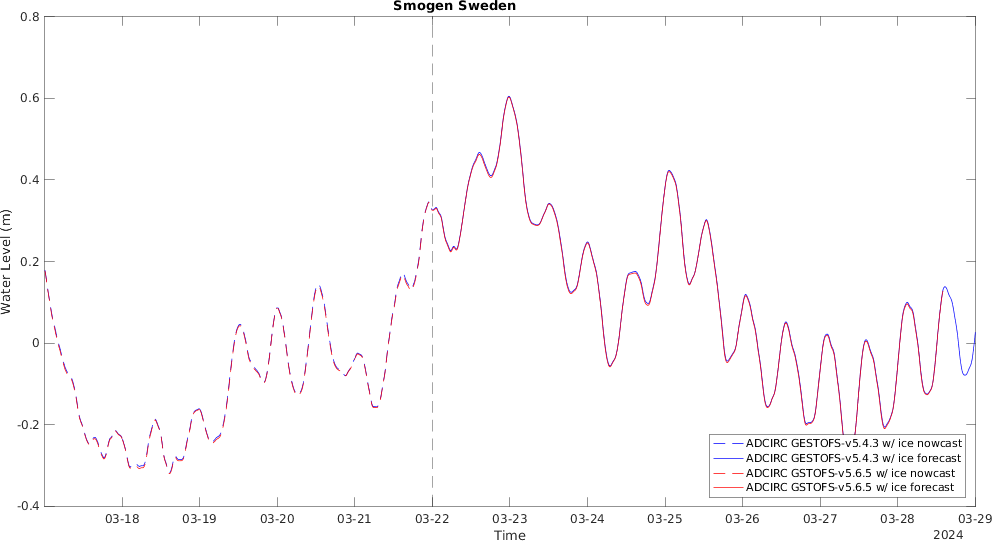 Smogen Sweden
0.8
0.6
0.4
0.2
0
-0.2
-0.4
Water Level (m)
ADCIRC GESTOFS-v5.4.3 w/ ice nowcast
ADCIRC GESTOFS-v5.4.3 w/ ice forecast
ADCIRC GSTOFS-v5.6.5 w/ ice nowcast
ADCIRC GSTOFS-v5.6.5 w/ ice forecast
03-18 03-19 03-20 03-21 03-22 03-23 03-24 03-25 03-26 03-27 03-28 03-29
Time
2024